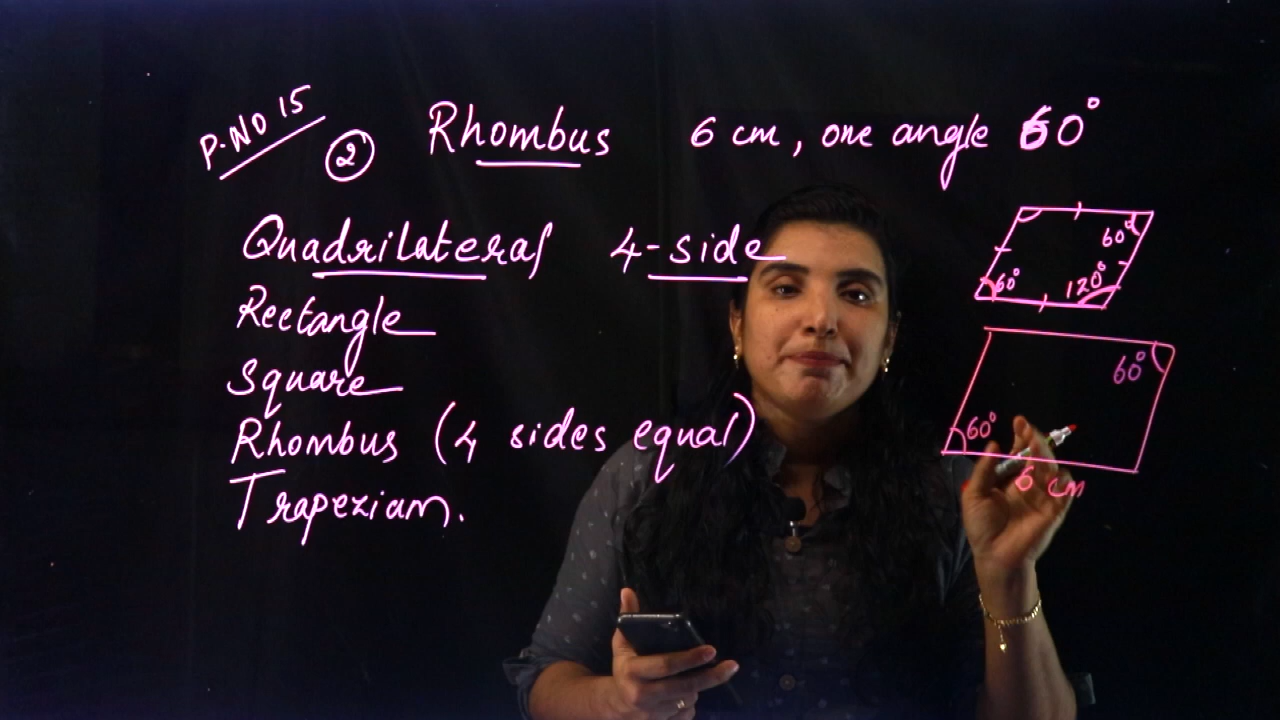 P.NO 15
② Rhombus 6 cm, one angle 60°
Quadrilateral 4-side
Rectangle
Square
Rhombus (4 sides equal)
Trapezium.
60°
60° 120°
60°
60°
6 cm